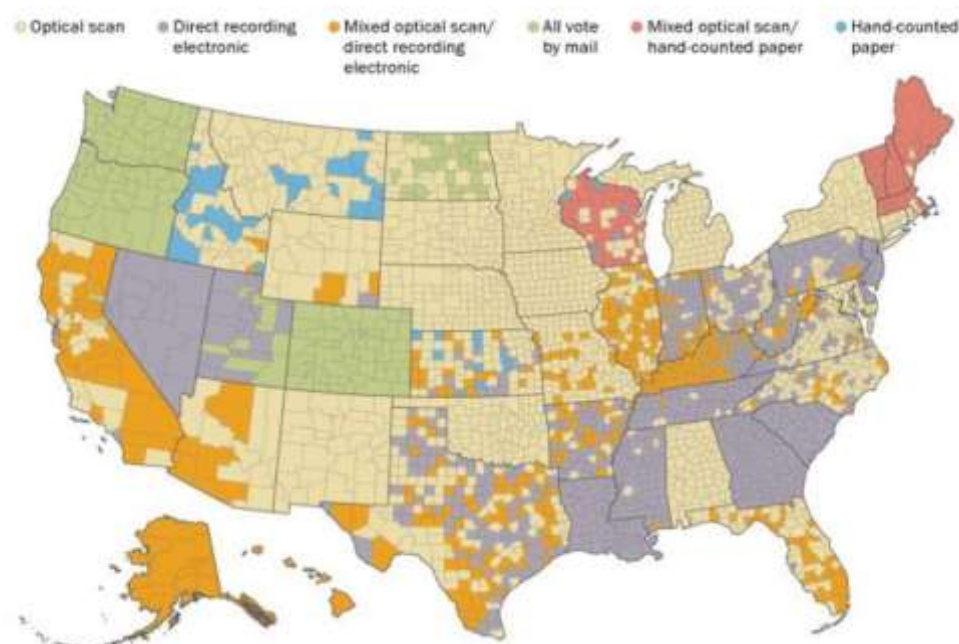 Optical scan
Direct recording
electronic
Mixed optical scan/
direct recording
electronic
All vote
by mail
Mixed optical scan/
hand-counted paper
Hand-counted
paper